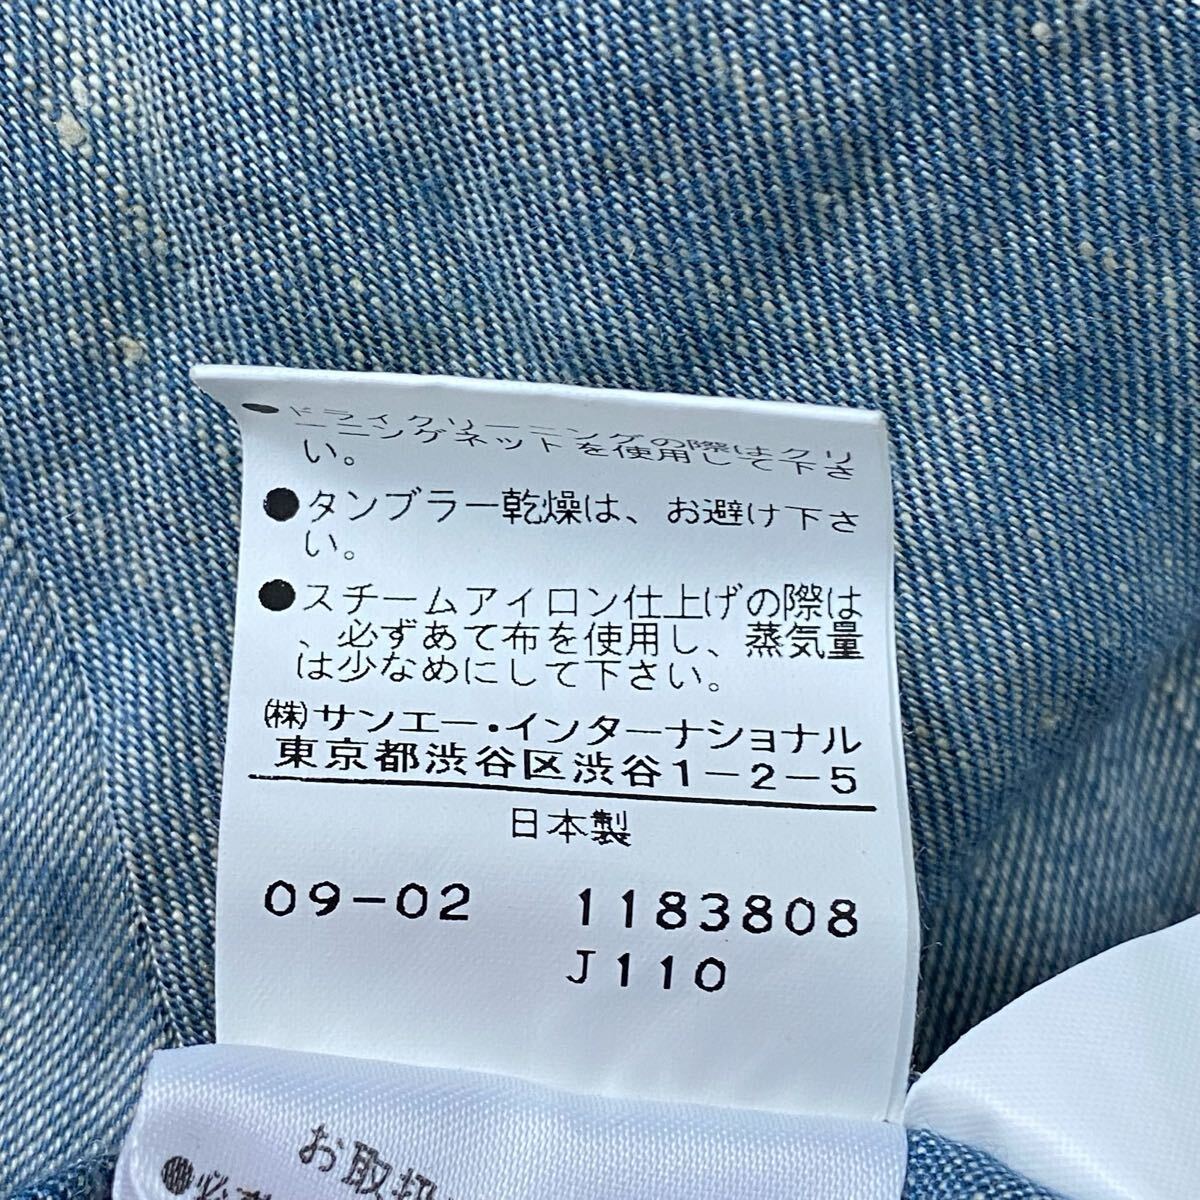 ●ドライクリーニングの際はクリ
ーニングネットを使用して下さ
い。
●タンブラー乾燥は、お避け下さ
い。
●スチームアイロン仕上げの際は
、必ずあて布を使用し、蒸気量
は少なめにして下さい。
㈱サンエー・インターナショナル
東京都渋谷区渋谷1-2-5
日本製
09-02 1183808
J110
お取扱
●必